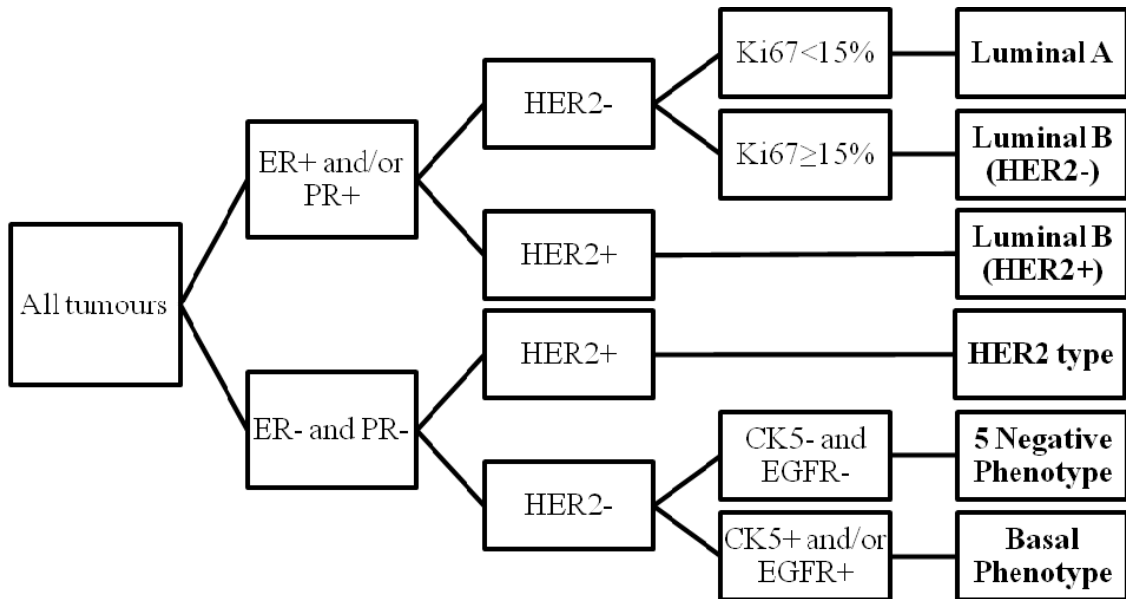 All tumours
ER+ and/or
PR+
ER- and PR-
HER2-
HER2+
HER2+
HER2-
Ki67<15%
Ki67≥15%
CK5- and
EGFR-
CK5+ and/or
EGFR+
Luminal A
Luminal B
(HER2-)
Luminal B
(HER2+)
HER2 type
5 Negative
Phenotype
Basal
Phenotype